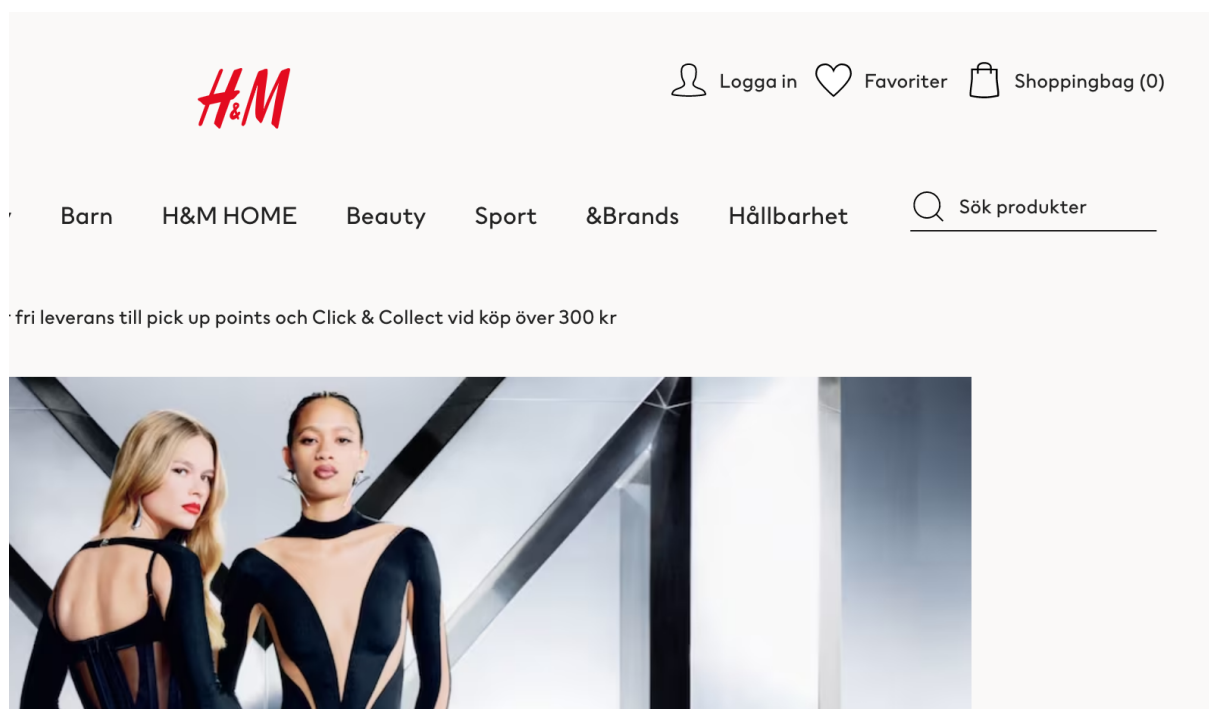 H&M
Logga in Favoriter Shoppingbag (0)
Barn H&M HOME Beauty Sport &Brands Hållbarhet Sök produkter
fri leverans till pick up points och Click & Collect vid köp över 300 kr